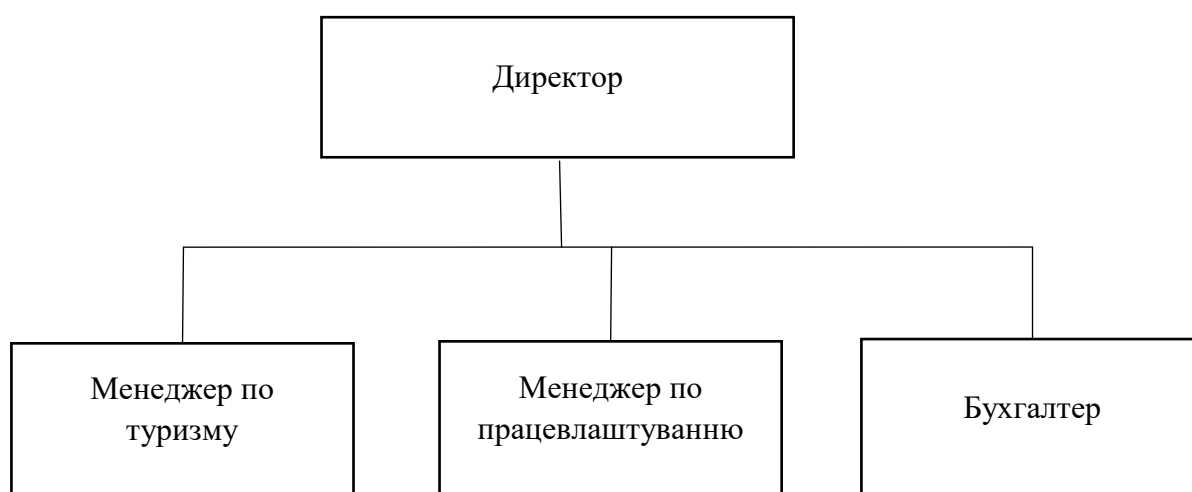 Директор
Менеджер по
туризму
Менеджер по
працевлаштуванню
Бухгалтер